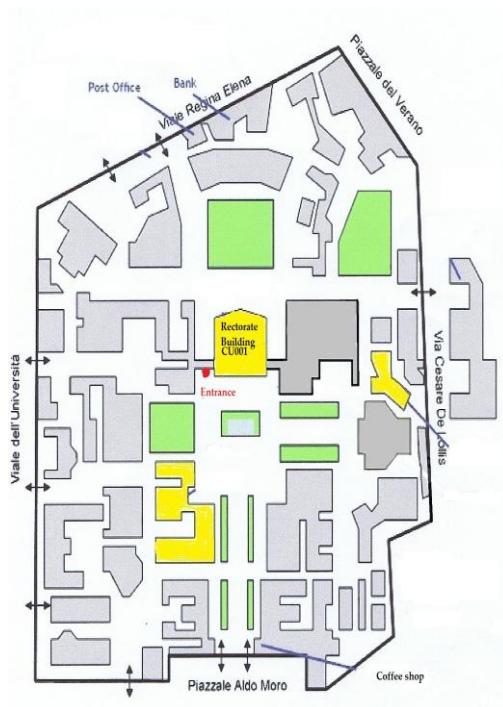 Piazzale del Verano
Bank
Post Office
Viale Regina Elena
Rectorate
Building
CU001
Entrance
Via Cesare De Lollis
Viale dell'Università
Coffee shop
Piazzale Aldo Moro